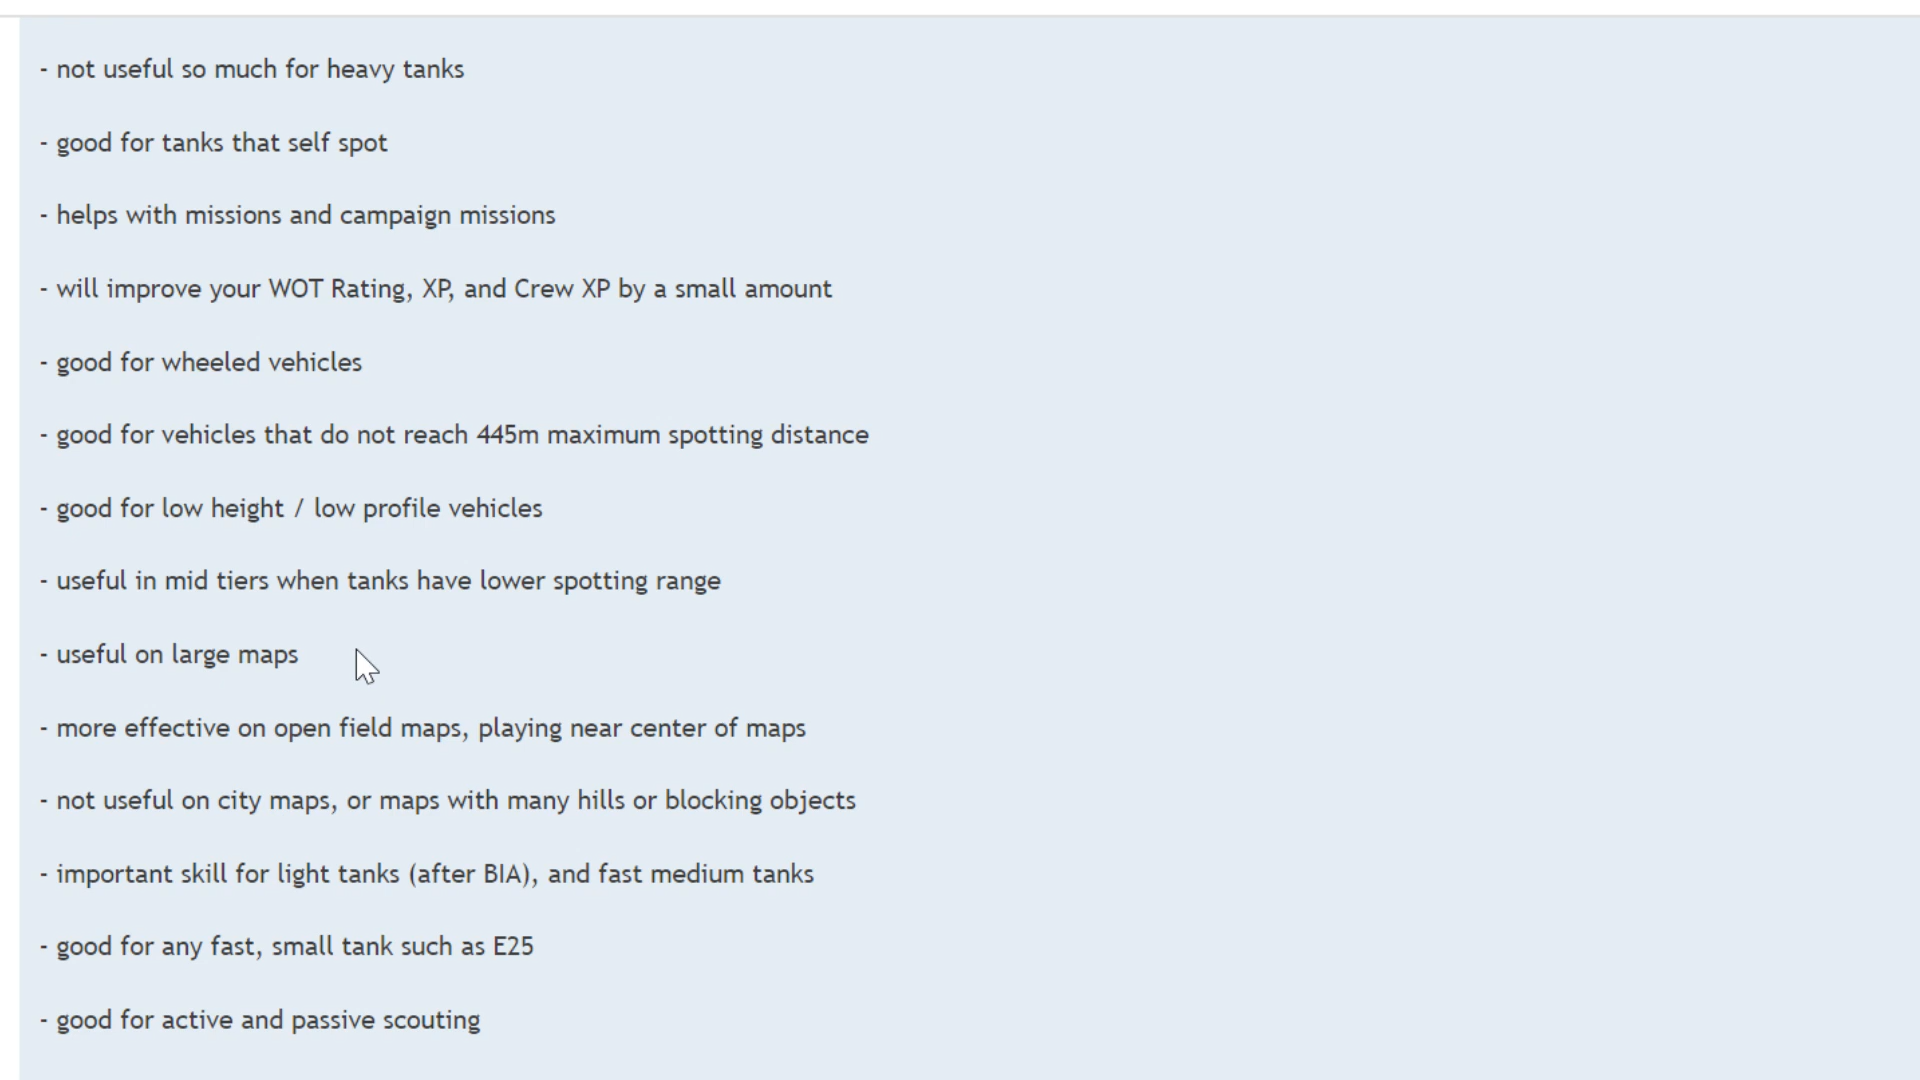 - not useful so much for heavy tanks
- good for tanks that self spot
- helps with missions and campaign missions
- will improve your WOT Rating, XP, and Crew XP by a small amount
- good for wheeled vehicles
- good for vehicles that do not reach 445m maximum spotting distance
- good for low height / low profile vehicles
- useful in mid tiers when tanks have lower spotting range
- useful on large maps
- more effective on open field maps, playing near center of maps
- not useful on city maps, or maps with many hills or blocking objects
- important skill for light tanks (after BIA), and fast medium tanks
- good for any fast, small tank such as E25
- good for active and passive scouting